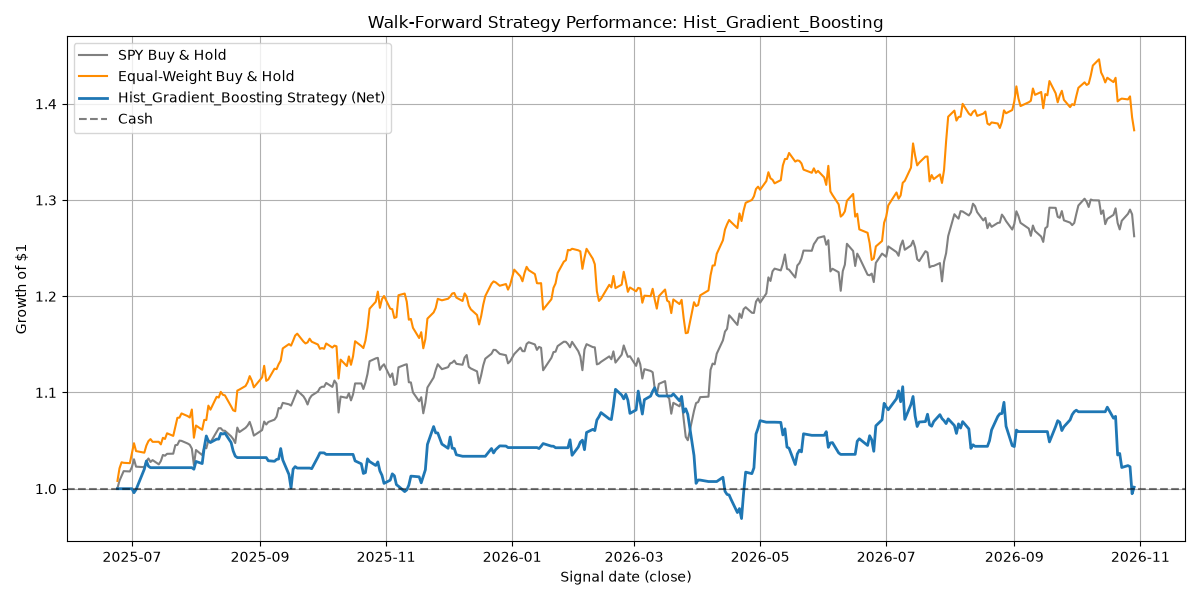 Walk-Forward Strategy Performance: Hist_Gradient_Boosting
SPY Buy & Hold
Equal-Weight Buy & Hold
Hist_Gradient_Boosting Strategy (Net)
Cash
Growth of $1
1.4
1.3
1.2
1.1
1.0
2025-07
2025-09
2025-11
2026-01
2026-03
2026-05
2026-07
2026-09
2026-11
Signal date (close)